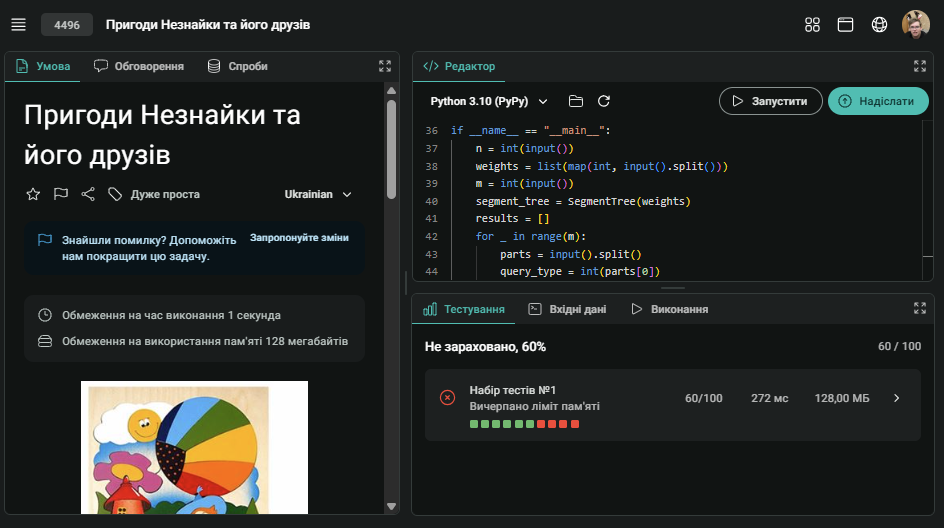 4496
Пригоди Незнайки та його друзів
Умова
Обговорення
Спроби
Пригоди Незнайки та
його друзів
Дуже проста
Ukrainian
Знайшли помилку? Допоможіть
нам покращити цю задачу.
Запропонуйте зміни
Обмеження на час виконання 1 секунда
Обмеження на використання пам'яті 128 мегабайтів
Редактор
Python 3.10 (PyPy)
Запустити
Надіслати
36 if __name__ == "__main__":
37 n = int(input())
38 weights = list(map(int, input().split()))
39 m = int(input())
40 segment_tree = SegmentTree(weights)
41 results = []
42 for _ in range(m):
43 parts = input().split()
44 query_type = int(parts[0])
Тестування
Вхідні дані
Виконання
Не зараховано, 60%
60 / 100
Набір тестів №1
Вичерпано ліміт пам'яті
60/100
272 мс
128,00 МБ